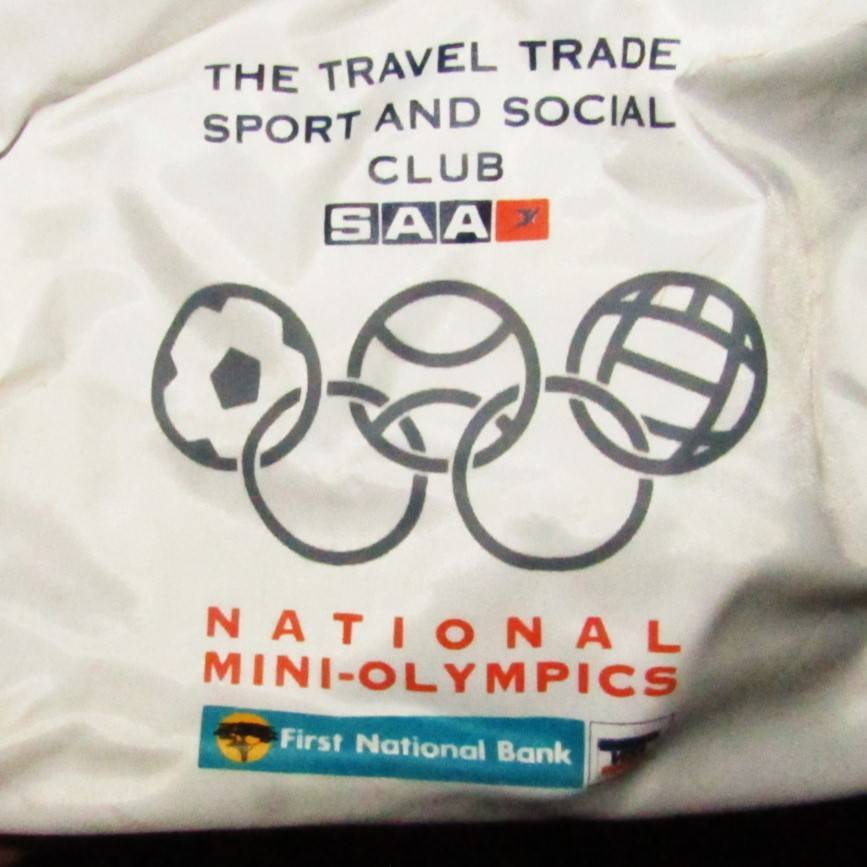 THE TRAVEL TRADE
SPORT AND SOCIAL
CLUB
SAA
NATIONAL
MINI-OLYMPICS
First National Bank